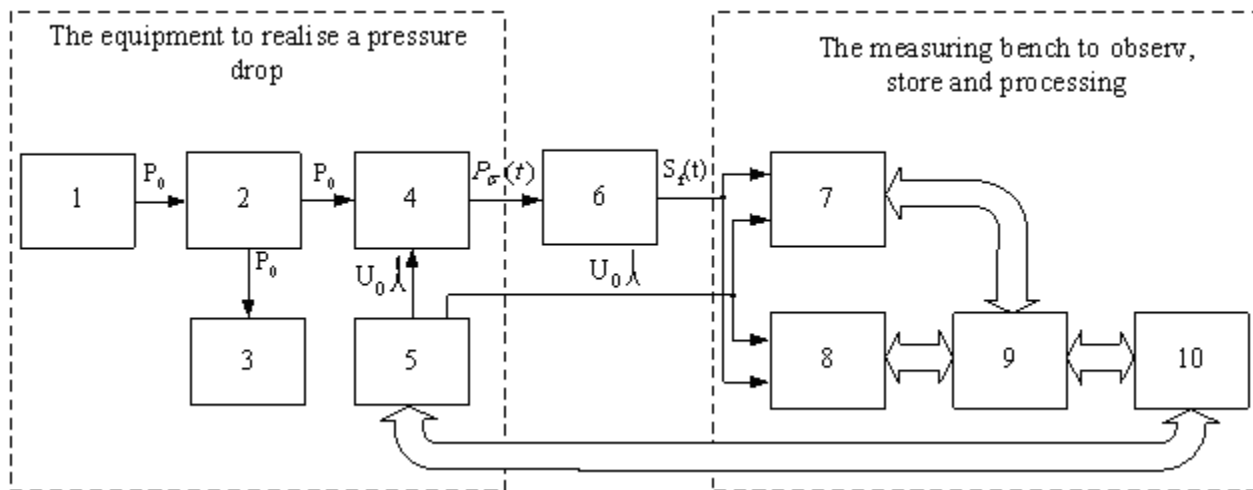 The equipment to realise a pressure
drop
The measuring bench to observ,
store and processing
1
P₀
2
P₀
4
Pσ(t)
6
S_f(t)
7
P₀
U₀
U₀
3
5
8
9
10